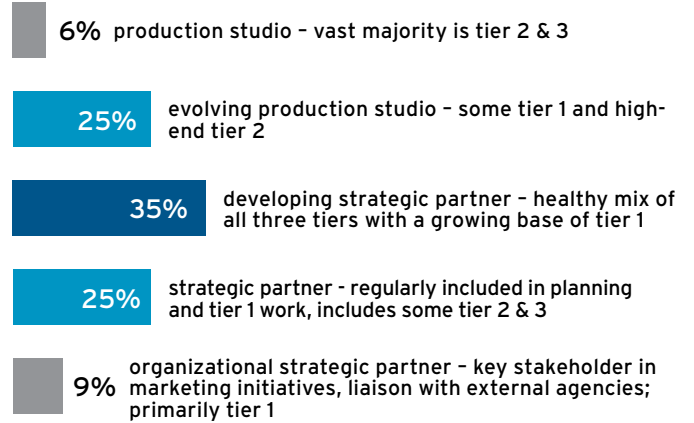 6% production studio – vast majority is tier 2 & 3
25% evolving production studio – some tier 1 and high-
end tier 2
35% developing strategic partner – healthy mix of
all three tiers with a growing base of tier 1
25% strategic partner - regularly included in planning
and tier 1 work, includes some tier 2 & 3
9% organizational strategic partner – key stakeholder in
marketing initiatives, liaison with external agencies;
primarily tier 1